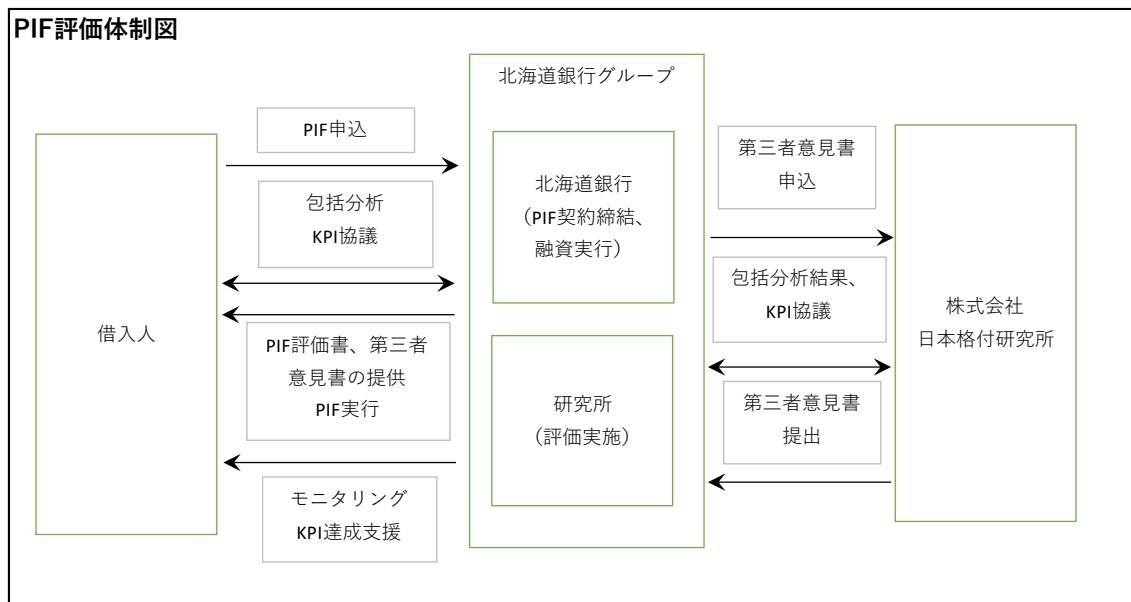 PIF評価体制図
北海道銀行グループ
PIF申込
包括分析
KPI協議
借入人
PIF評価書、第三者
意見書の提供
PIF実行
モニタリング
KPI達成支援
北海道銀行
（PIF契約締結、
融資実行）
研究所
（評価実施）
第三者意見書
申込
包括分析結果、
KPI協議
第三者意見書
提出
株式会社
日本格付研究所